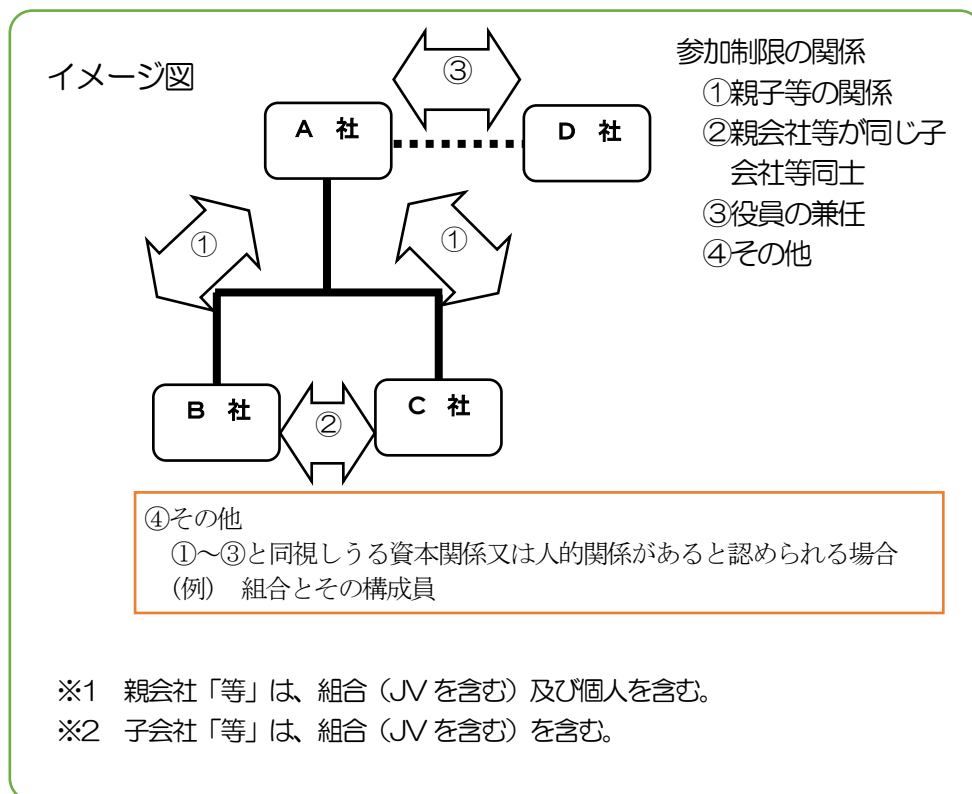 イメージ図
③
参加制限の関係
①親子等の関係
②親会社等が同じ子
会社等同士
③役員の兼任
④その他
A 社
D 社
①
①
B 社
②
C 社
④その他
①～③と同視しうる資本関係又は人的関係があると認められる場合
(例) 組合とその構成員
※1 親会社「等」は、組合（JVを含む）及び個人を含む。
※2 子会社「等」は、組合（JVを含む）を含む。